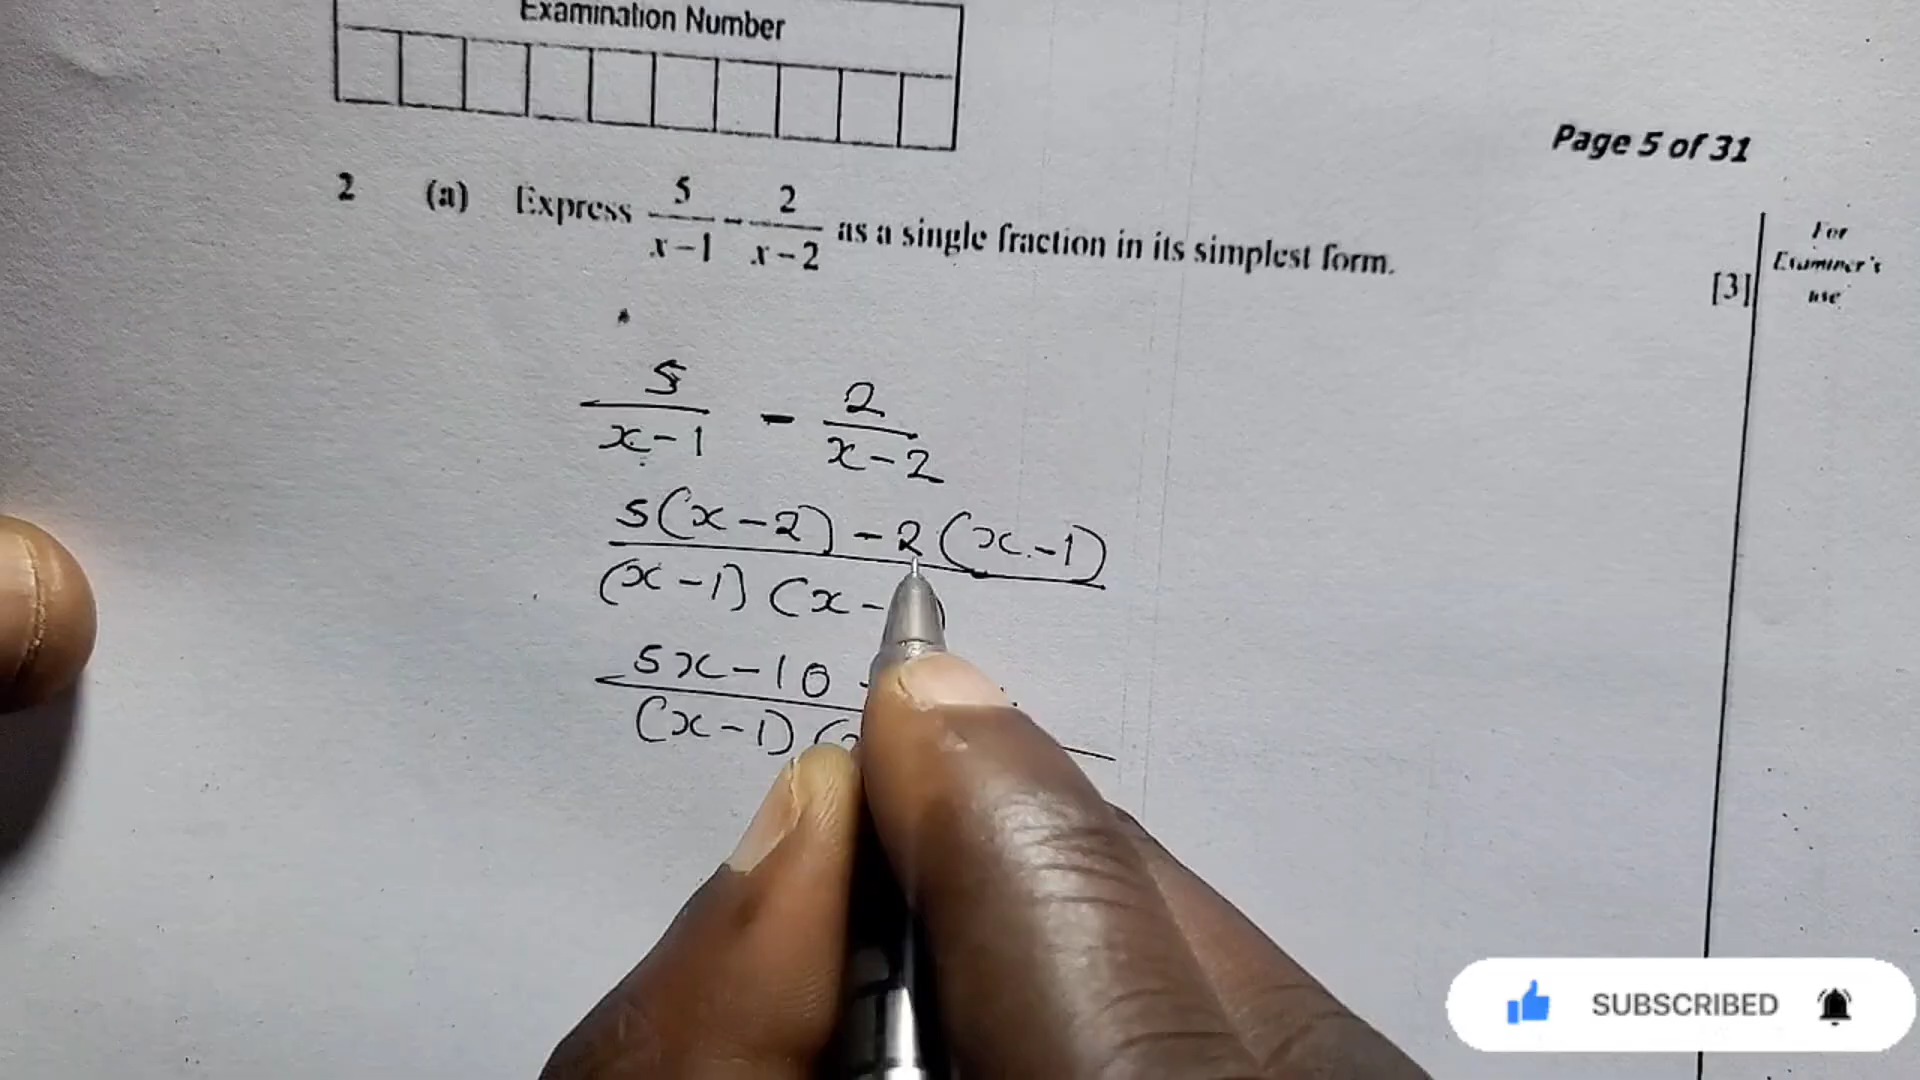 Examination Number
Page 5 of 31
2 (a) Express 5/(x-1) - 2/(x-2) as a single fraction in its simplest form.
[3]
For
Examiner's
use
5/(x-1) - 2/(x-2)
5(x-2) -2(x-1)
(x-1)(x-
5x-10 -
(x-1)(
SUBSCRIBED